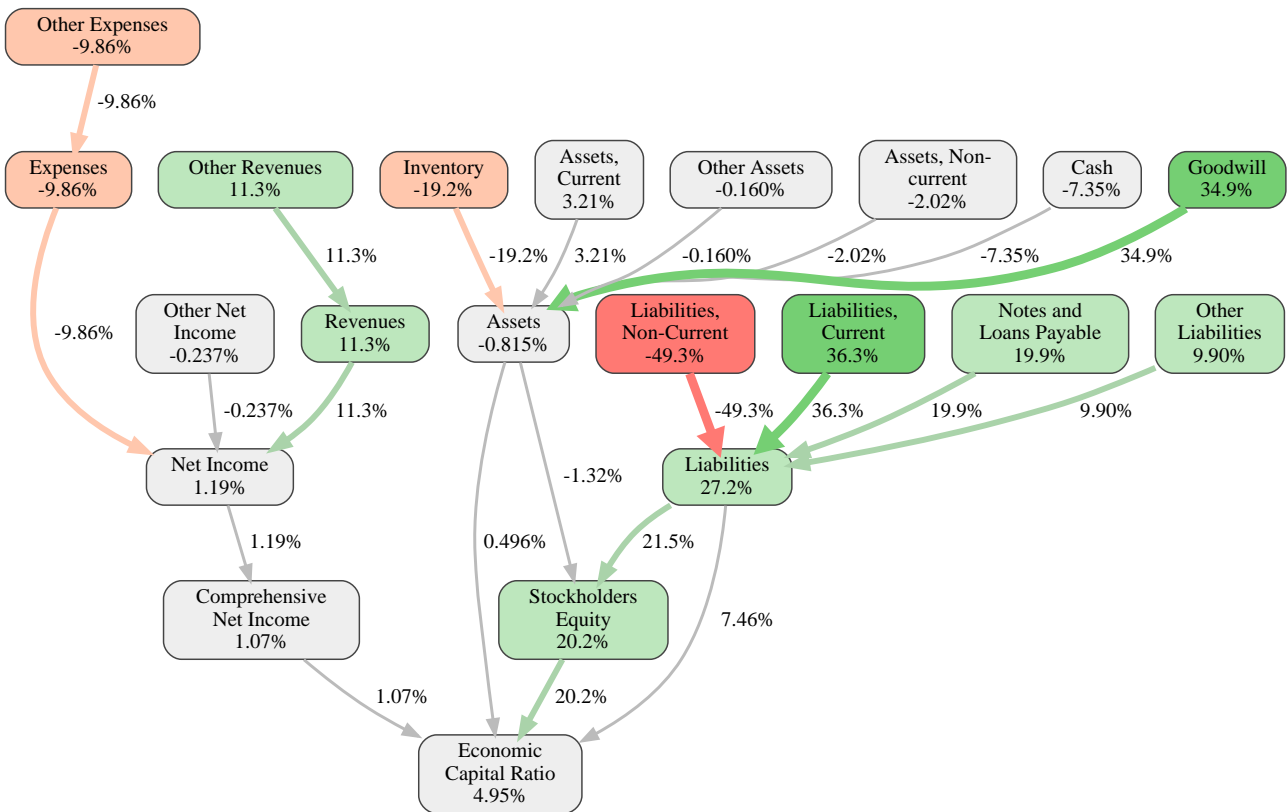 Other Expenses
-9.86%
-9.86%
Expenses
-9.86%
Other Revenues
11.3%
Inventory
-19.2%
Assets,
Current
3.21%
Other Assets
-0.160%
Assets, Non-
current
-2.02%
Cash
-7.35%
Goodwill
34.9%
11.3%
-19.2%
3.21%
-0.160%
-2.02%
-7.35%
34.9%
-9.86%
Other Net
Income
-0.237%
Revenues
11.3%
Assets
-0.815%
Liabilities,
Non-Current
-49.3%
Liabilities,
Current
36.3%
Notes and
Loans Payable
19.9%
Other
Liabilities
9.90%
-0.237%
11.3%
-49.3%
36.3%
19.9%
9.90%
Net Income
1.19%
-1.32%
Liabilities
27.2%
1.19%
0.496%
21.5%
7.46%
Comprehensive
Net Income
1.07%
Stockholders
Equity
20.2%
1.07%
20.2%
Economic
Capital Ratio
4.95%